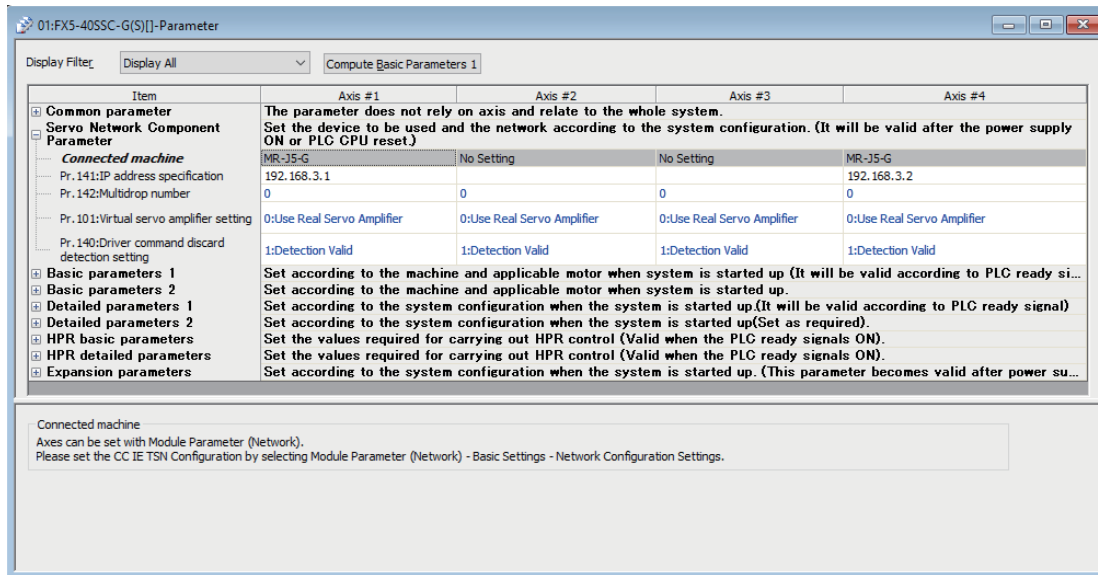 01:FX5-40SSC-G(S)[]-Parameter
Display Filter Display All Compute Basic Parameters 1
Item Axis #1 Axis #2 Axis #3 Axis #4
Common parameter The parameter does not rely on axis and relate to the whole system.
Servo Network Component Parameter Set the device to be used and the network according to the system configuration. (It will be valid after the power supply ON or PLC CPU reset.)
Connected machine MR-J5-G No Setting No Setting MR-J5-G
Pr.141:IP address specification 192.168.3.1 192.168.3.2
Pr.142:Multidrop number 0 0 0 0
Pr.101:Virtual servo amplifier setting 0:Use Real Servo Amplifier 0:Use Real Servo Amplifier 0:Use Real Servo Amplifier 0:Use Real Servo Amplifier
Pr.140:Driver command discard detection setting 1:Detection Valid 1:Detection Valid 1:Detection Valid 1:Detection Valid
Basic parameters 1 Set according to the machine and applicable motor when system is started up (It will be valid according to PLC ready si...
Basic parameters 2 Set according to the machine and applicable motor when system is started up.
Detailed parameters 1 Set according to the system configuration when the system is started up.(It will be valid according to PLC ready signal)
Detailed parameters 2 Set according to the system configuration when the system is started up(Set as required).
HPR basic parameters Set the values required for carrying out HPR control (Valid when the PLC ready signals ON).
HPR detailed parameters Set the values required for carrying out HPR control (Valid when the PLC ready signals ON).
Expansion parameters Set according to the system configuration when the system is started up. (This parameter becomes valid after power su...
Connected machine
Axes can be set with Module Parameter (Network).
Please set the CC IE TSN Configuration by selecting Module Parameter (Network) - Basic Settings - Network Configuration Settings.